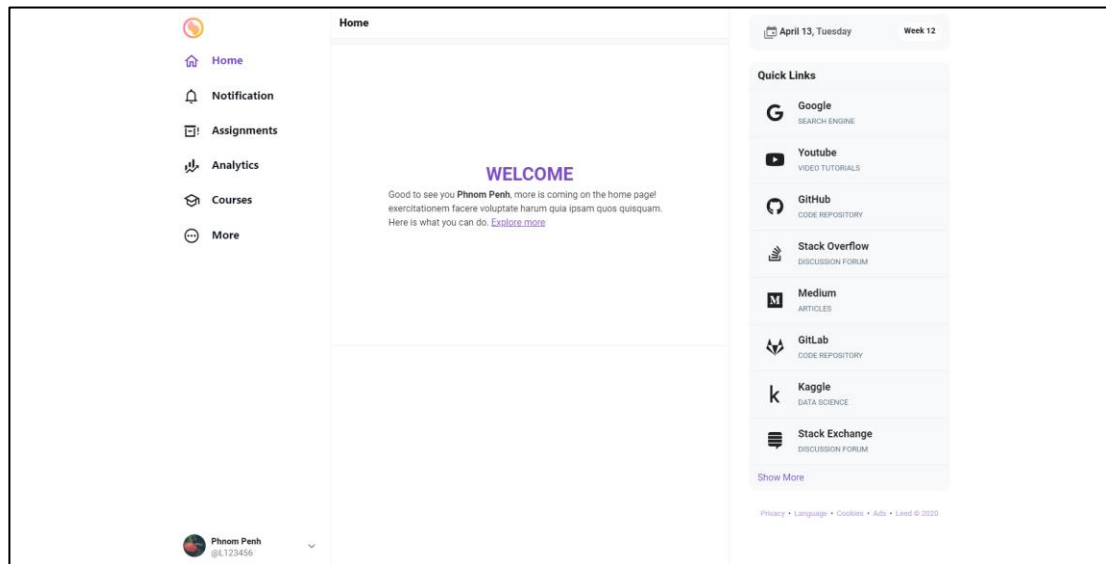 Home
Notification
Assignments
Analytics
Courses
More
Phnom Penh
@L123456
Home
WELCOME
Good to see you Phnom Penh, more is coming on the home page!
exercitationem facere voluptate harum quia ipsam quos quisquam.
Here is what you can do. Explore more
April 13, Tuesday
Week 12
Quick Links
Google
SEARCH ENGINE
Youtube
VIDEO TUTORIALS
GitHub
CODE REPOSITORY
Stack Overflow
DISCUSSION FORUM
Medium
ARTICLES
GitLab
CODE REPOSITORY
Kaggle
DATA SCIENCE
Stack Exchange
DISCUSSION FORUM
Show More
Privacy • Language • Cookies • Ads • Leed © 2020